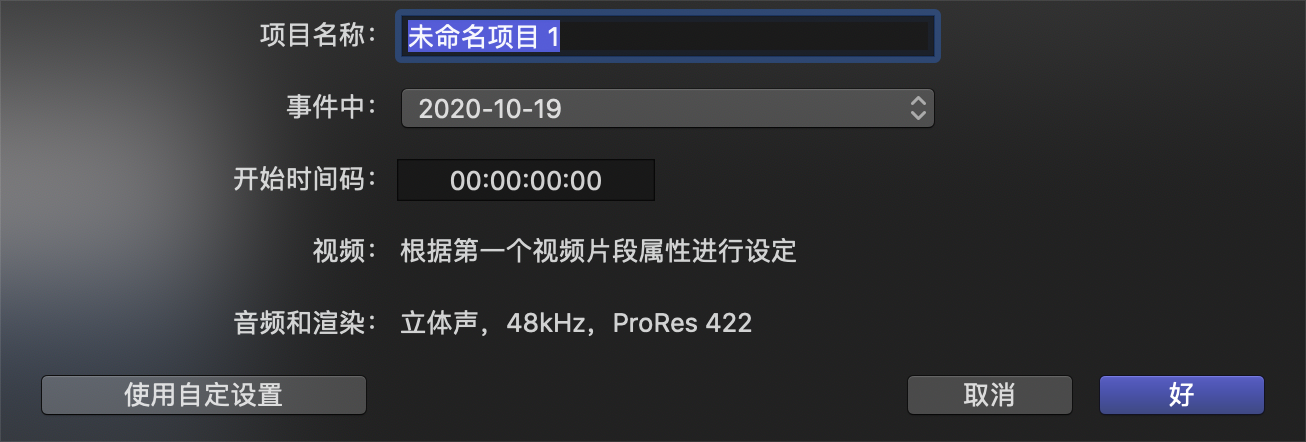 项目名称： 未命名项目 1
事件中： 2020-10-19
开始时间码： 00:00:00:00
视频： 根据第一个视频片段属性进行设定
音频和渲染： 立体声，48kHz，ProRes 422
使用自定设置 取消 好